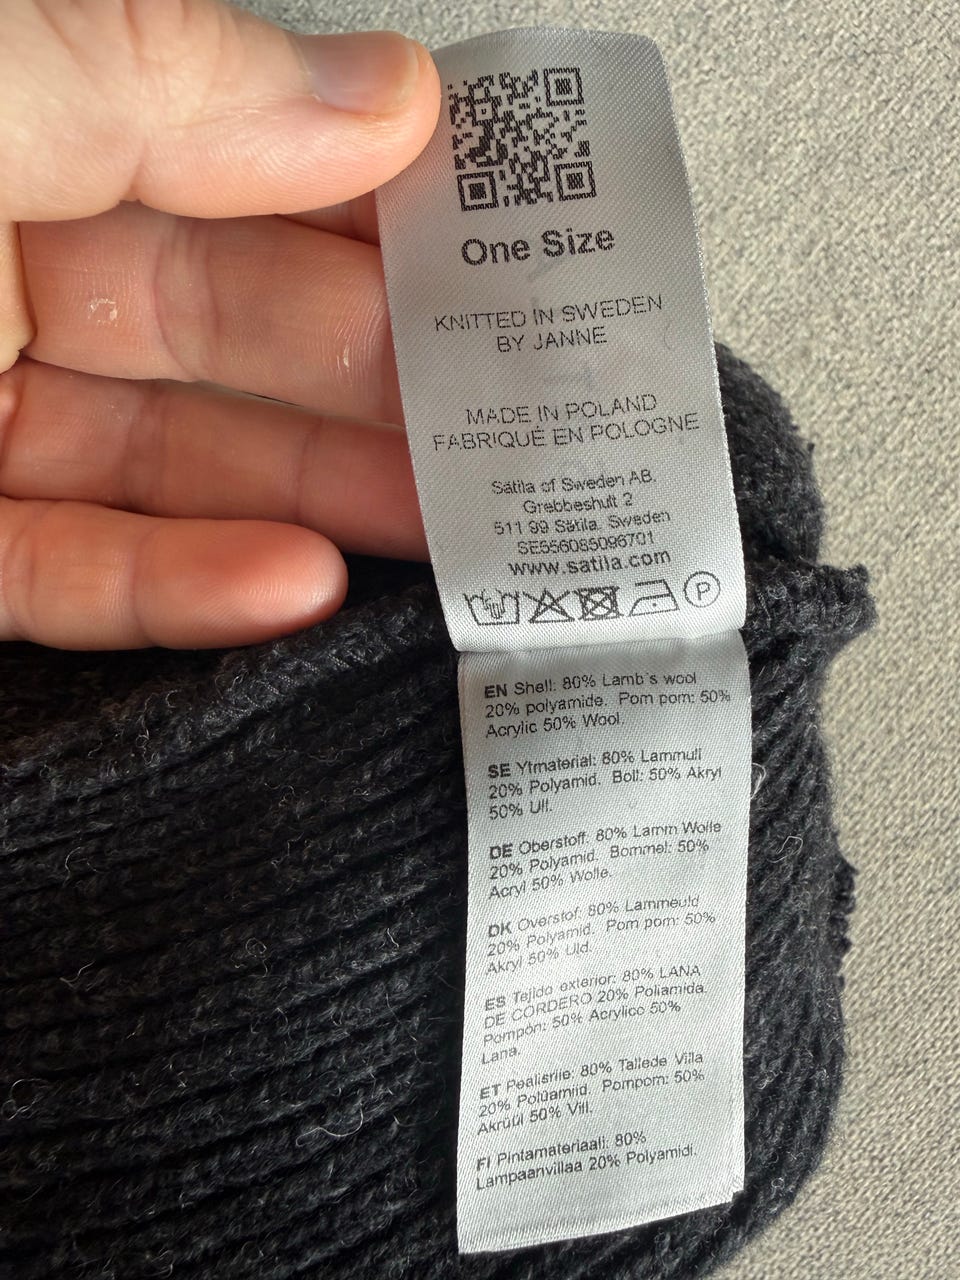 One Size
KNITTED IN SWEDEN
BY JANNE
MADE IN POLAND
FABRIQUÉ EN POLOGNE
Sätila of Sweden AB.
Grebbeshult 2
511 99 Sätila, Sweden
SE556085096701
www.satila.com
P
EN Shell: 80% Lamb´s wool
20% polyamide. Pom pom: 50%
Acrylic 50% Wool.
SE Ytmaterial: 80% Lammull
20% Polyamid. Boll: 50% Akryl
50% Ull.
DE Oberstoff: 80% Lamm Wolle
20% Polyamid. Bommel: 50%
Acryl 50% Wolle.
DK Overstof: 80% Lammeuld
20% Polyamid. Pom pom: 50%
Akryl 50% Uld.
ES Tejido exterior: 80% LANA
DE CORDERO 20% Poliamida.
Pompón: 50% Acrylico 50%
Lana.
ET Pealisriie: 80% Tallede Villa
20% Polüamiid. Pompom: 50%
Akrüül 50% Vill.
FI Pintamateriaali: 80%
Lampaanvillaa 20% Polyamidi.